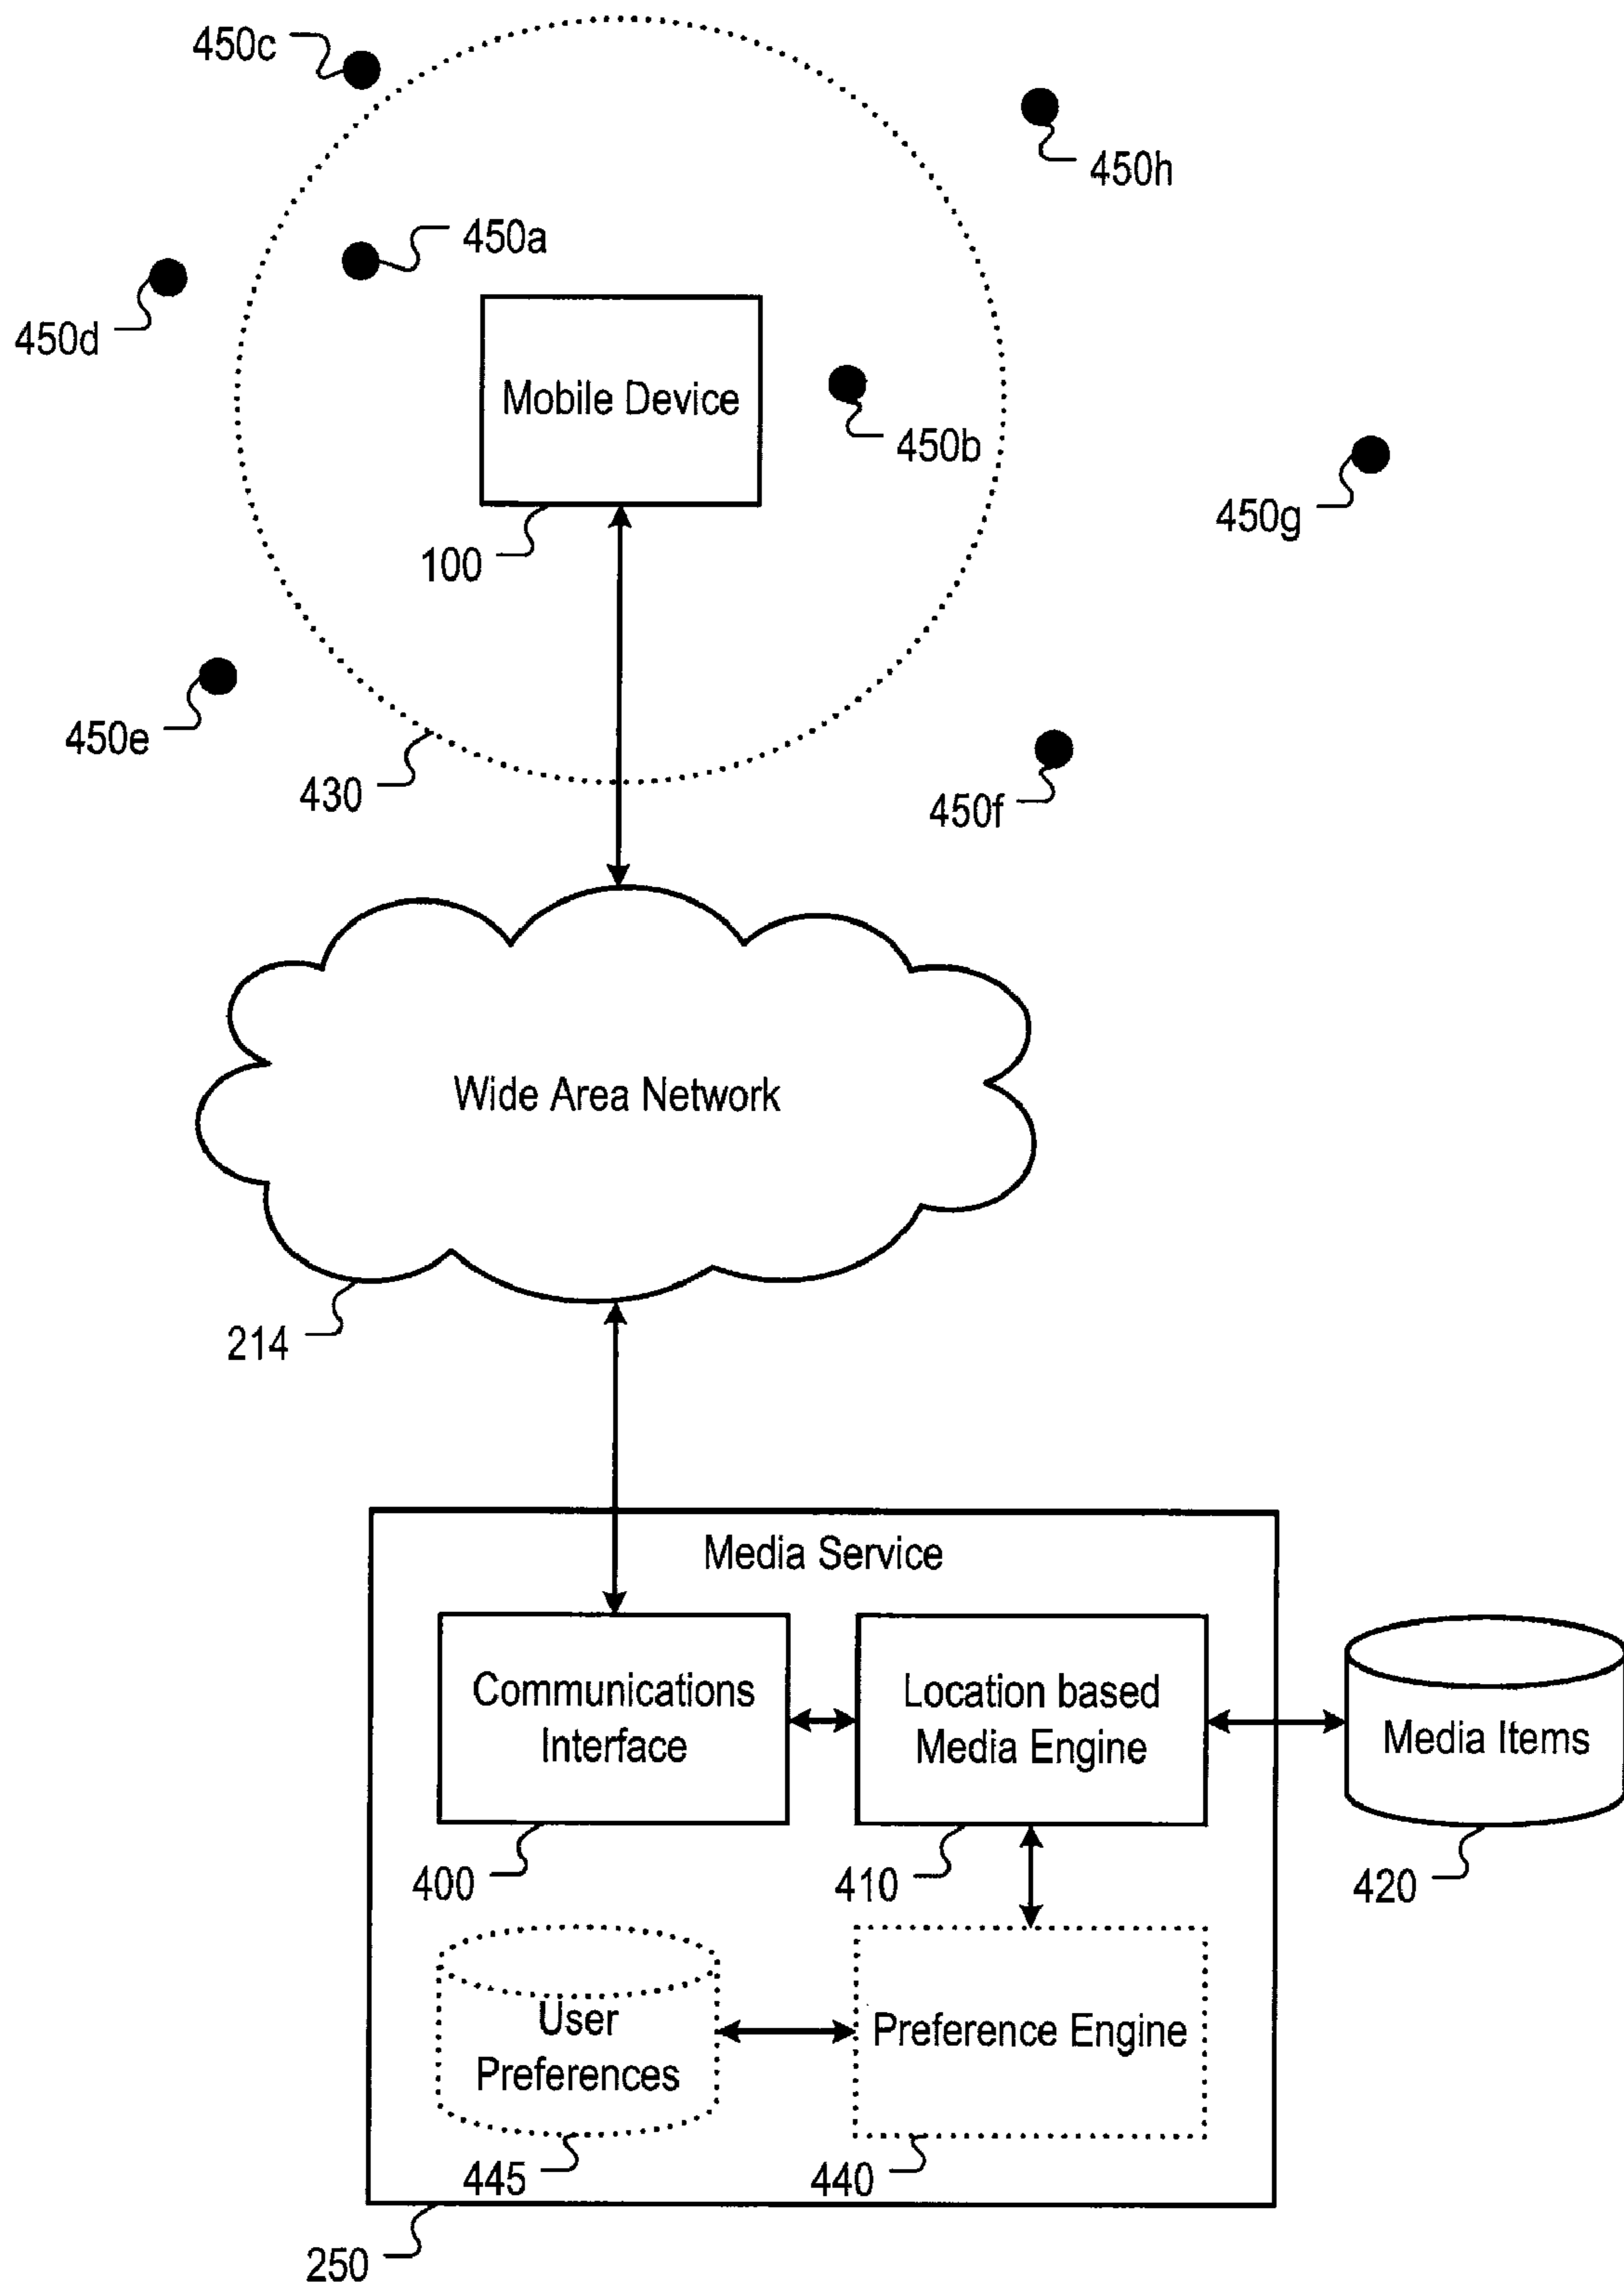 450c
450h
450a
450d
Mobile Device
450b
450g
100
450e
430
450f
Wide Area Network
214
Media Service
Communications
Interface
Location based
Media Engine
Media Items
400
410
420
User
Preferences
Preference Engine
445
440
250